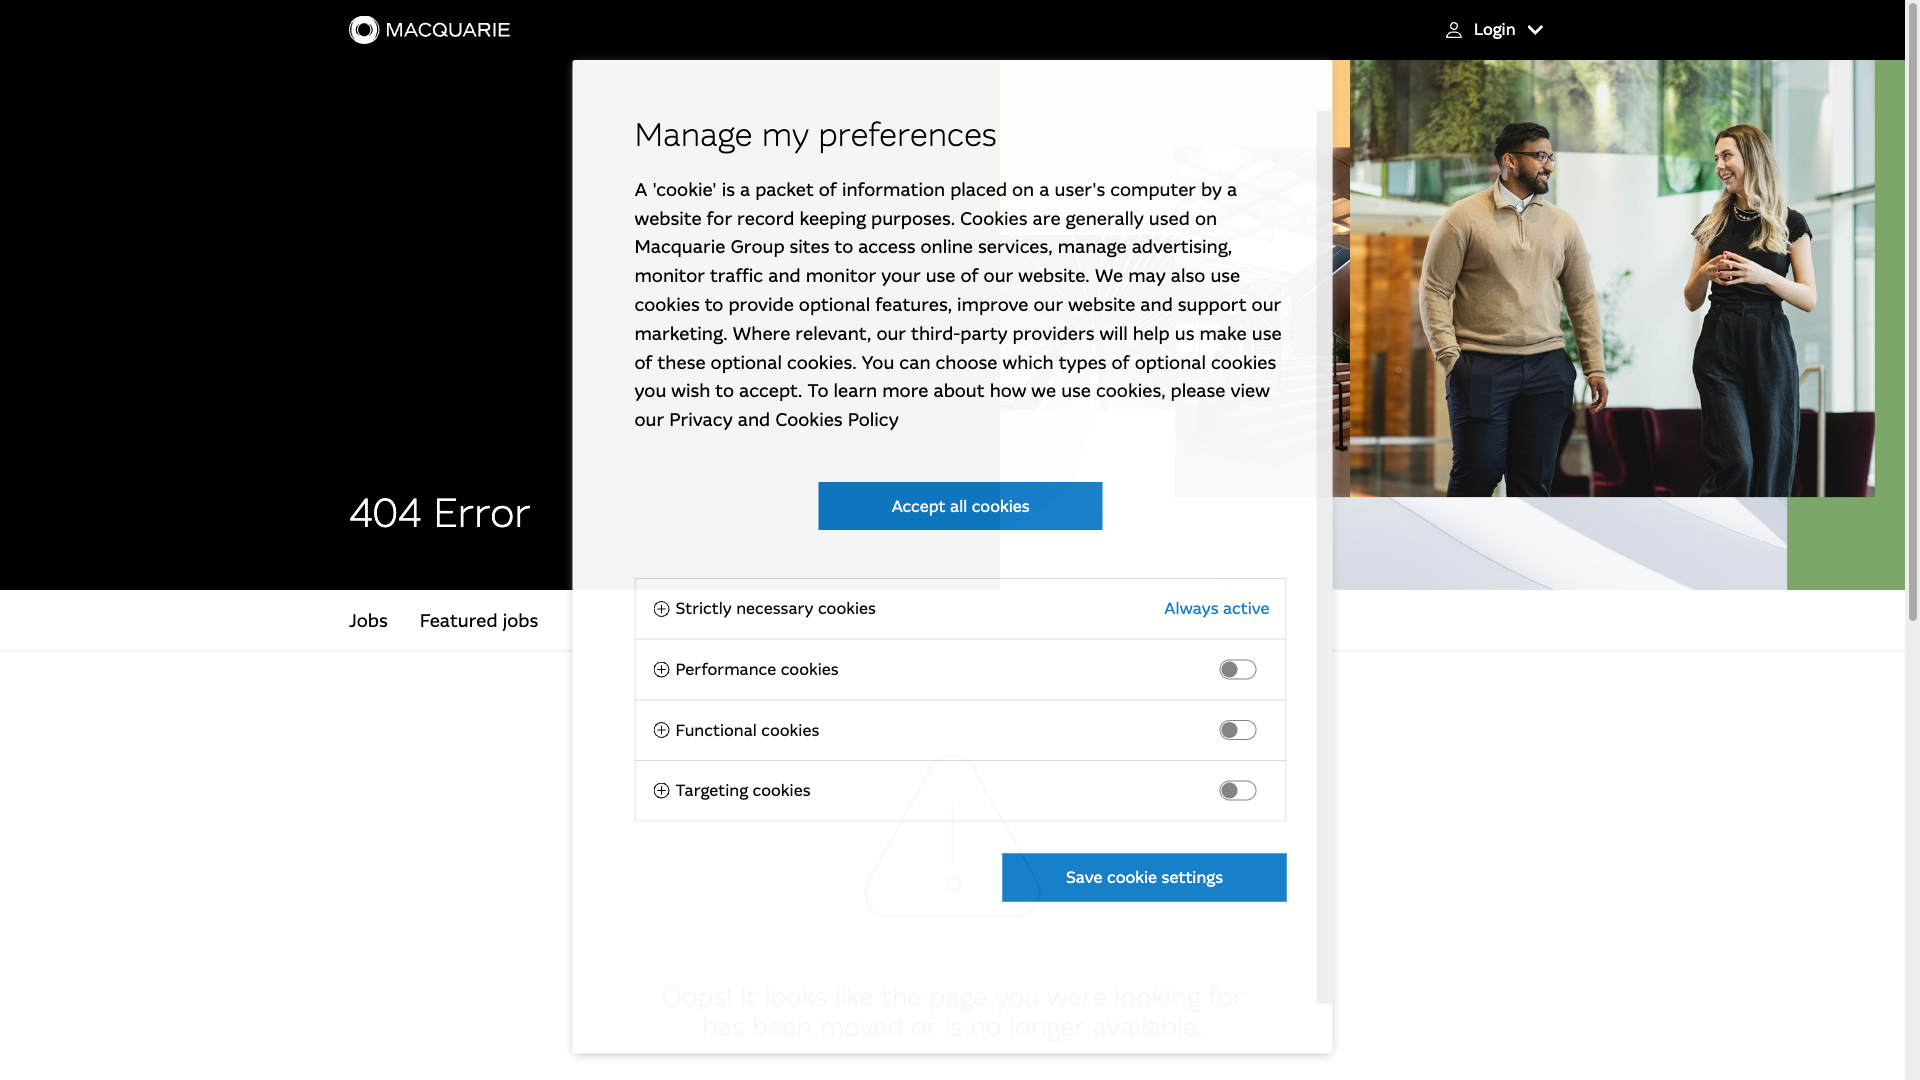 MACQUARIE
Login
Manage my preferences
A 'cookie' is a packet of information placed on a user's computer by a
website for record keeping purposes. Cookies are generally used on
Macquarie Group sites to access online services, manage advertising,
monitor traffic and monitor your use of our website. We may also use
cookies to provide optional features, improve our website and support our
marketing. Where relevant, our third-party providers will help us make use
of these optional cookies. You can choose which types of optional cookies
you wish to accept. To learn more about how we use cookies, please view
our Privacy and Cookies Policy
Accept all cookies
404 Error
Strictly necessary cookies Always active
Jobs Featured jobs
Performance cookies
Functional cookies
Targeting cookies
Save cookie settings
Oops! It looks like the page you were looking for
has been moved or is no longer available.